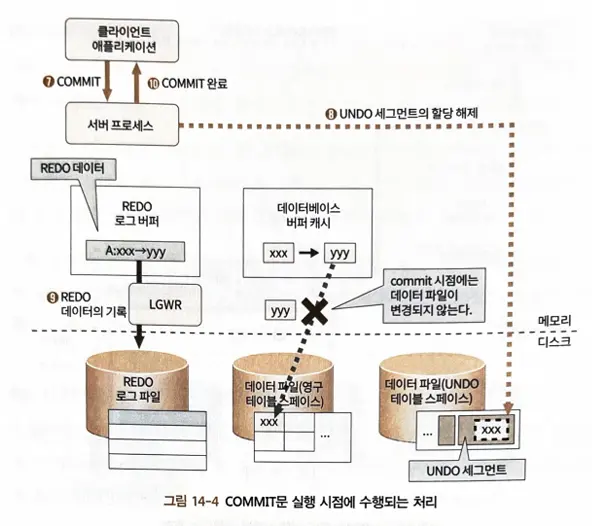 클라이언트
애플리케이션
❼ COMMIT
❿ COMMIT 완료
❽ UNDO 세그먼트의 할당 해제
서버 프로세스
REDO 데이터
REDO
로그 버퍼
데이터베이스
버퍼 캐시
A:xxx→yyy
xxx
yyy
❾ REDO
데이터의 기록
LGWR
yyy
commit 시점에는
데이터 파일이
변경되지 않는다.
메모리
디스크
REDO
로그 파일
데이터 파일(영구
테이블 스페이스)
데이터 파일(UNDO
테이블 스페이스)
xxx
...
...
xxx
UNDO 세그먼트
그림 14-4 COMMIT문 실행 시점에 수행되는 처리